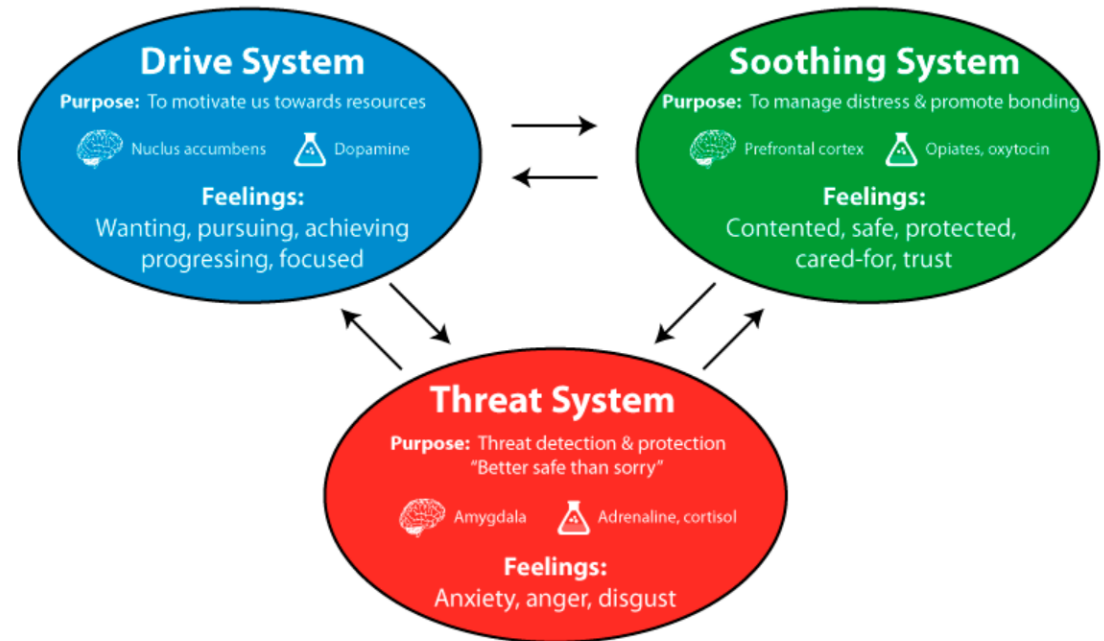 Drive System
Purpose: To motivate us towards resources
Nuclus accumbens
Dopamine
Feelings:
Wanting, pursuing, achieving
progressing, focused
Soothing System
Purpose: To manage distress & promote bonding
Prefrontal cortex
Opiates, oxytocin
Feelings:
Contented, safe, protected,
cared-for, trust
Threat System
Purpose: Threat detection & protection
“Better safe than sorry”
Amygdala
Adrenaline, cortisol
Feelings:
Anxiety, anger, disgust